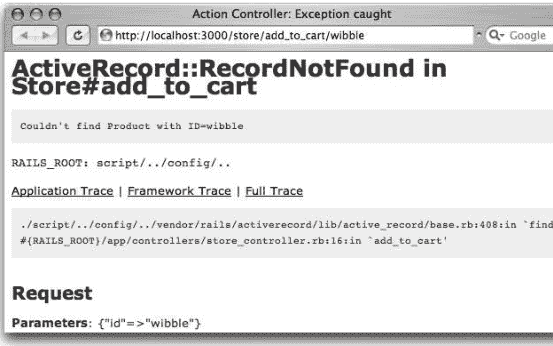 Action Controller: Exception caught
http://localhost:3000/store/add_to_cart/wibble
Google
ActiveRecord::RecordNotFound in
Store#add_to_cart
Couldn't find Product with ID=wibble
RAILS_ROOT: script/../config/..
Application Trace | Framework Trace | Full Trace
./script/../config/../vendor/rails/activerecord/lib/active_record/base.rb:408:in `find
#{RAILS_ROOT}/app/controllers/store_controller.rb:16:in `add_to_cart'
Request
Parameters: {"id"=>"wibble"}